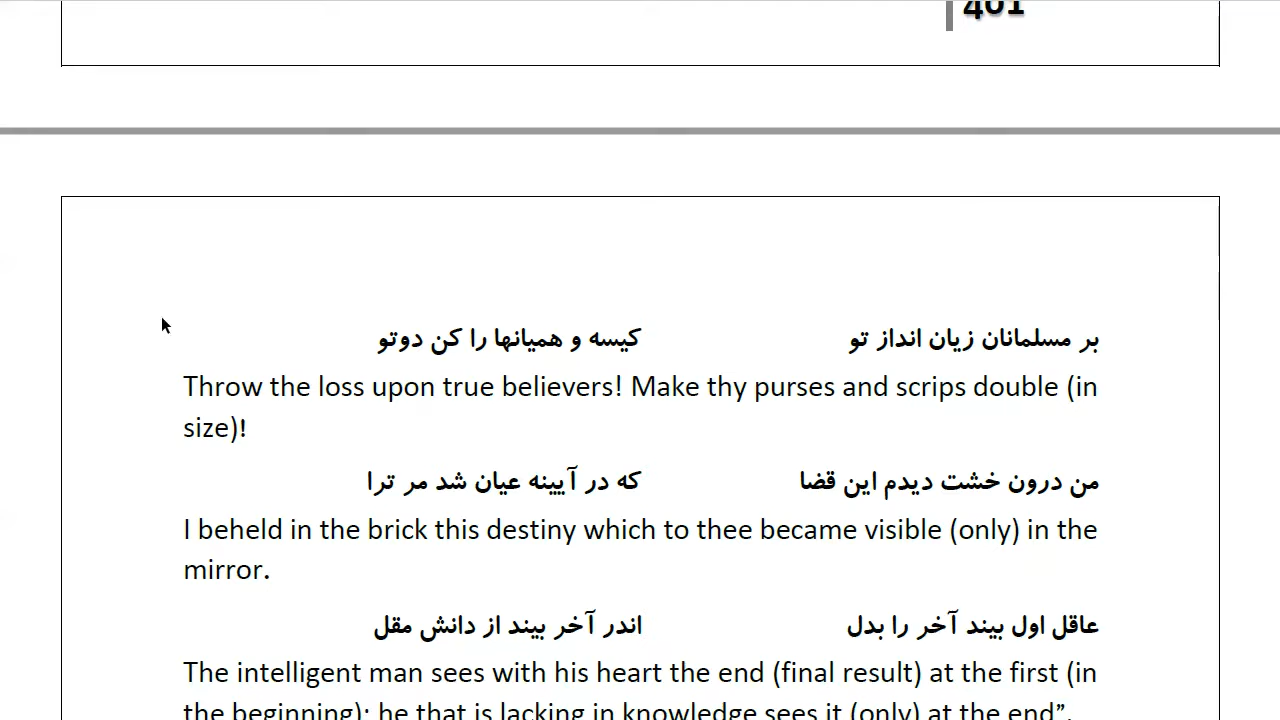 401
بر مسلمانان زیان انداز تو کیسه و همیانها را کن دوتو
Throw the loss upon true believers! Make thy purses and scrips double (in
size)!
من درون خشت دیدم این قضا که در آیینه عیان شد مر ترا
I beheld in the brick this destiny which to thee became visible (only) in the
mirror.
عاقل اول بیند آخر را بدل اندر آخر بیند از دانش مقل
The intelligent man sees with his heart the end (final result) at the first (in
the beginning); he that is lacking in knowledge sees it (only) at the end”.